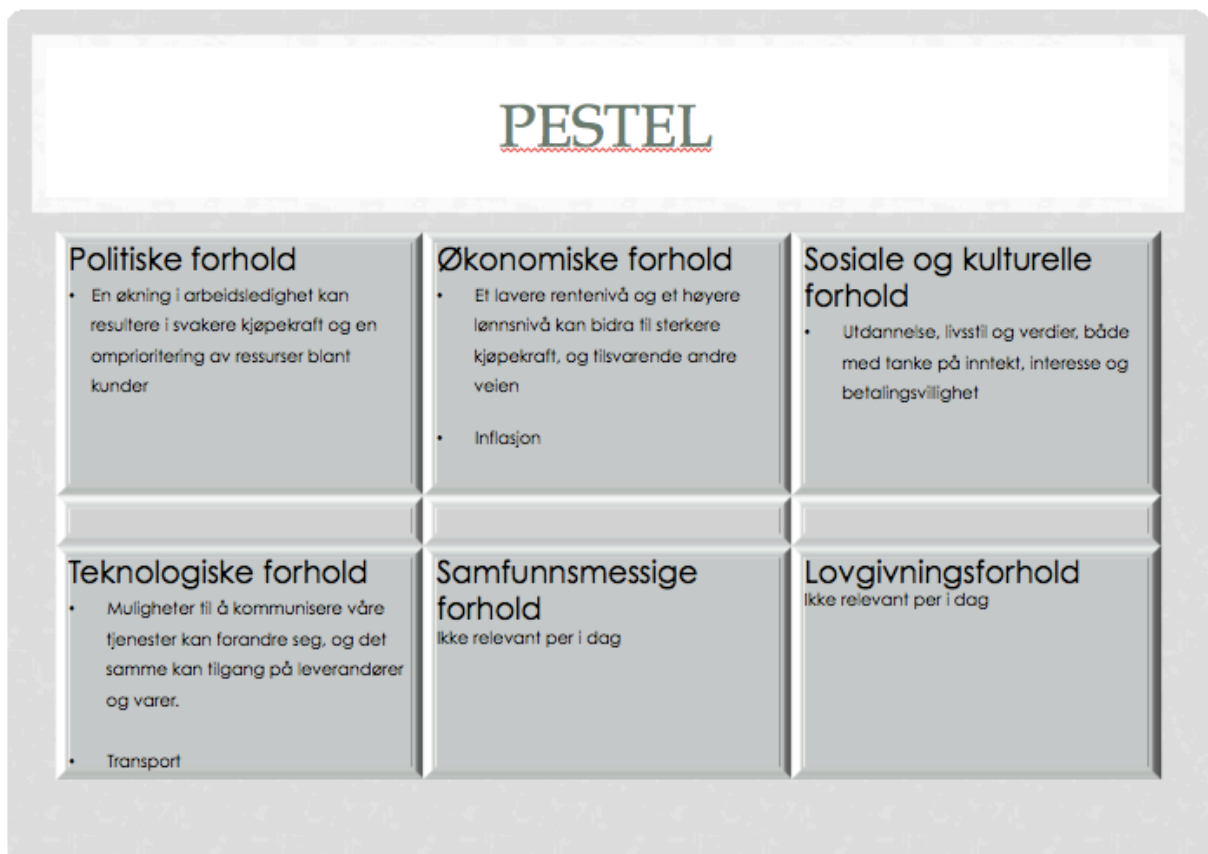 PESTEL
Politiske forhold
• En økning i arbeidsledighet kan
resultere i svakere kjøpekraft og en
omprioritering av ressurser blant
kunder
Økonomiske forhold
• Et lavere rentenivå og et høyere
lønnsnivå kan bidra til sterkere
kjøpekraft, og tilsvarende andre
veien
• Inflasjon
Sosiale og kulturelle
forhold
• Utdannelse, livsstil og verdier, både
med tanke på inntekt, interesse og
betalingsvillighet
Teknologiske forhold
• Muligheter til å kommunisere våre
tjenester kan forandre seg, og det
samme kan tilgang på leverandører
og varer.
• Transport
Samfunnsmessige
forhold
Ikke relevant per i dag
Lovgivningsforhold
Ikke relevant per i dag